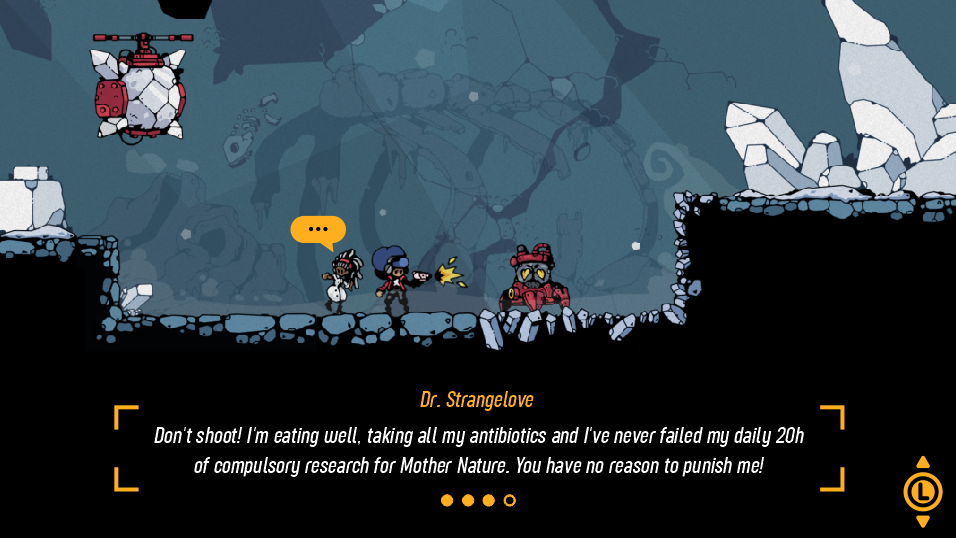 ...
Dr. Strangelove
Don't shoot! I'm eating well, taking all my antibiotics and I've never failed my daily 20h
of compulsory research for Mother Nature. You have no reason to punish me!
L